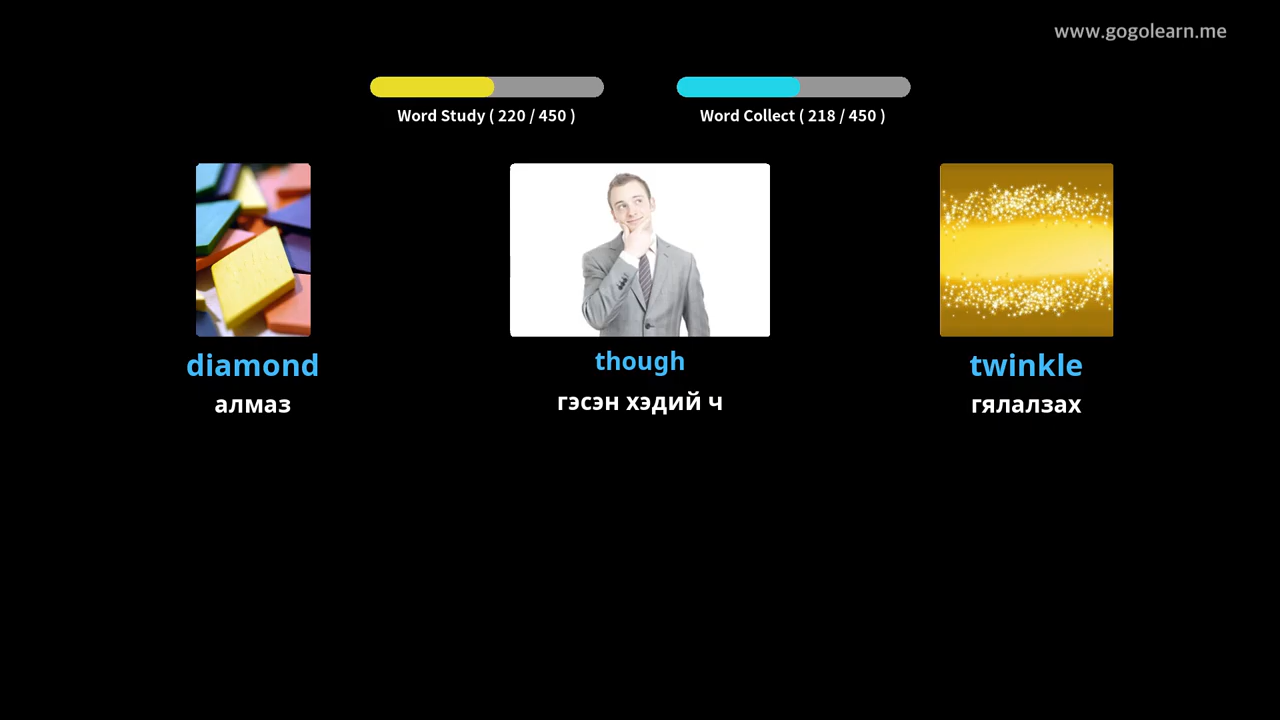 www.gogolearn.me
Word Study ( 220 / 450 )
Word Collect ( 218 / 450 )
diamond
алмаз
though
гэсэн хэдий ч
twinkle
гялалзах